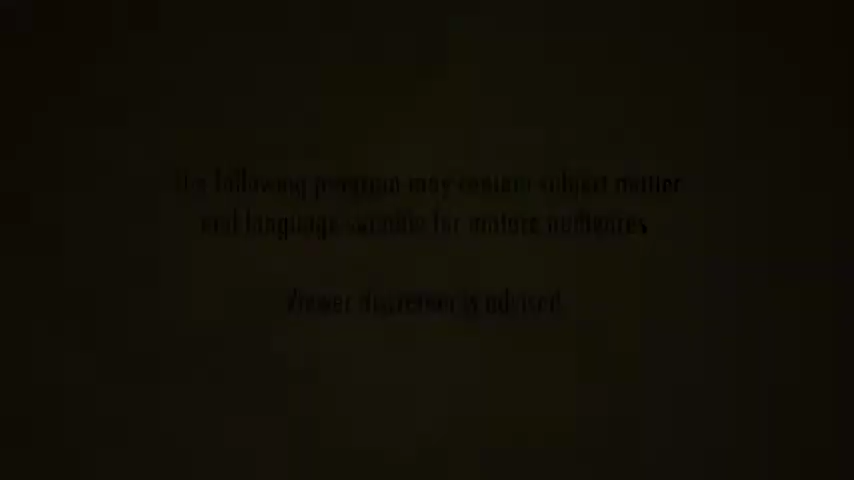 The following program may contain subject matter
and language suitable for mature audiences
Viewer discretion is advised